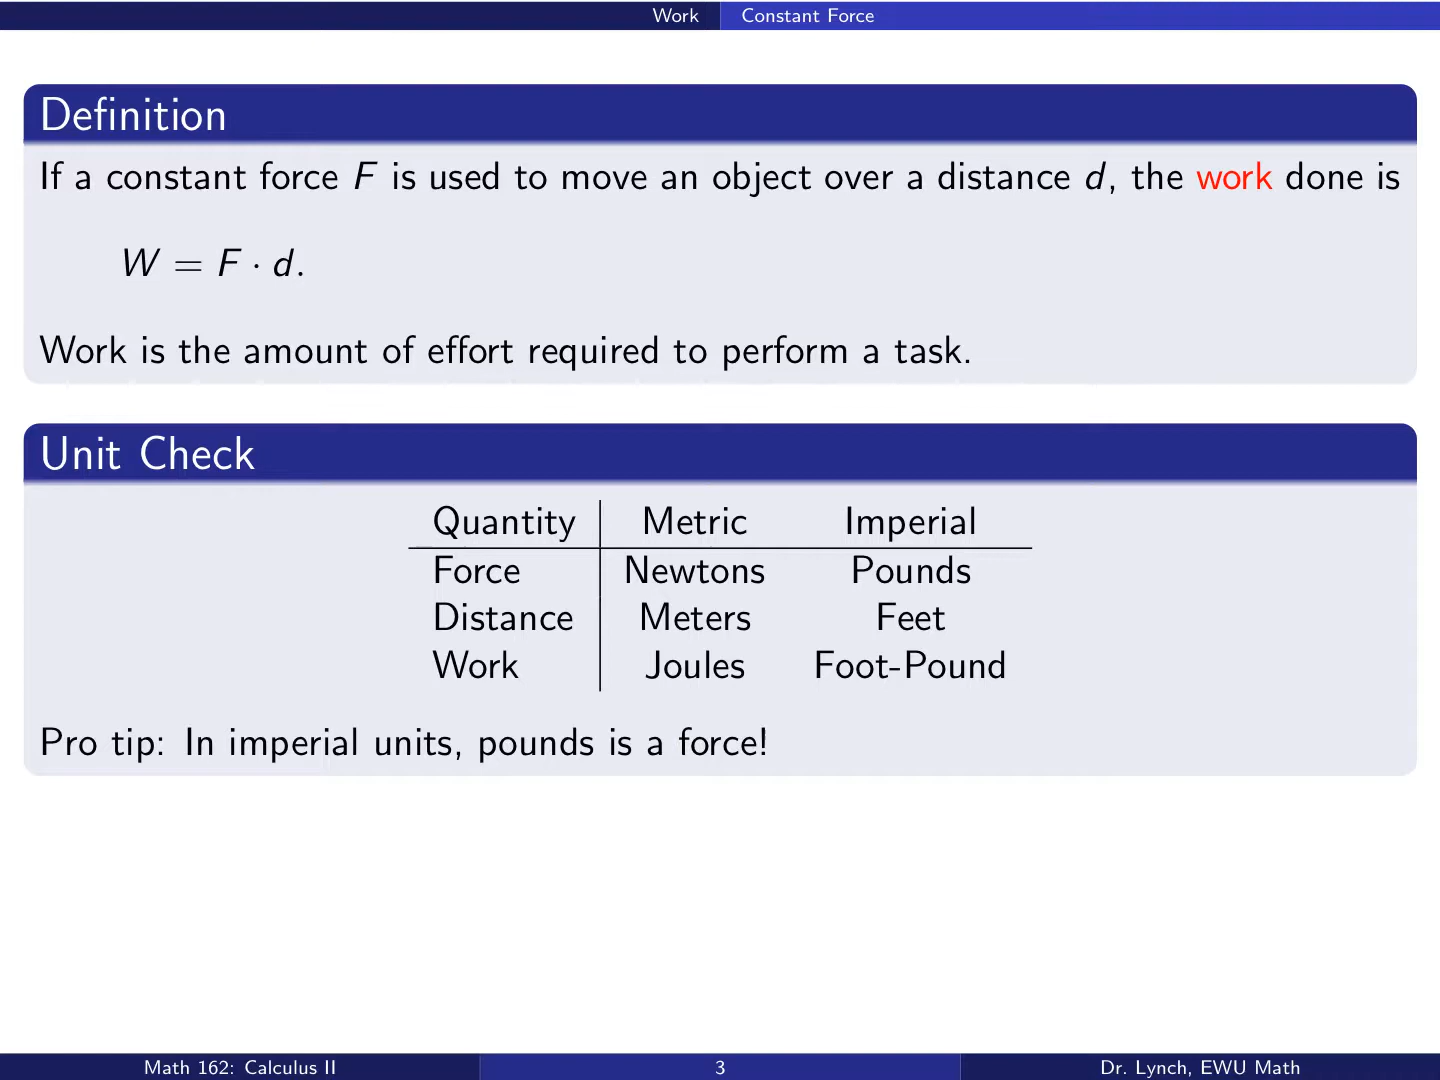 Work Constant Force
Definition
If a constant force F is used to move an object over a distance d, the work done is
W = F · d.
Work is the amount of effort required to perform a task.
Unit Check
Quantity Metric Imperial
Force Newtons Pounds
Distance Meters Feet
Work Joules Foot-Pound
Pro tip: In imperial units, pounds is a force!
Math 162: Calculus II 3 Dr. Lynch, EWU Math